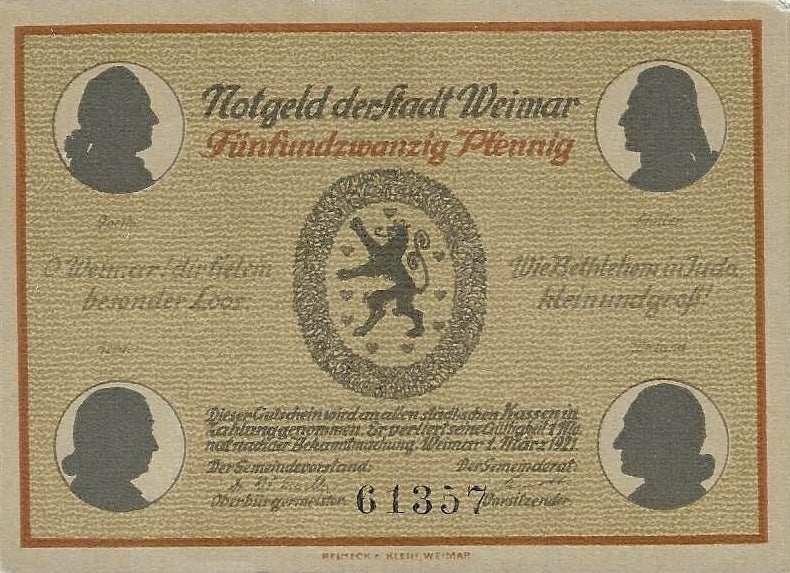 Notgeld der Stadt Weimar
Fünfundzwanzig Pfennig
Goethe
Schiller
O Weimar! dir fiel ein
besonder Loos:
Wie Bethlehem in Juda
klein und groß!
Dieser Gutschein wird an allen städtischen Kassen in
Zahlung genommen. Er verliert seine Gültigkeit 1 Mo
nat nach der Bekanntmachung. Weimar 1. März 1921.
Der Gemeindevorstand:
Der Gemeinderat:
Oberbürgermeister
61357
Vorsitzender
REINECK & KLEIN, WEIMAR